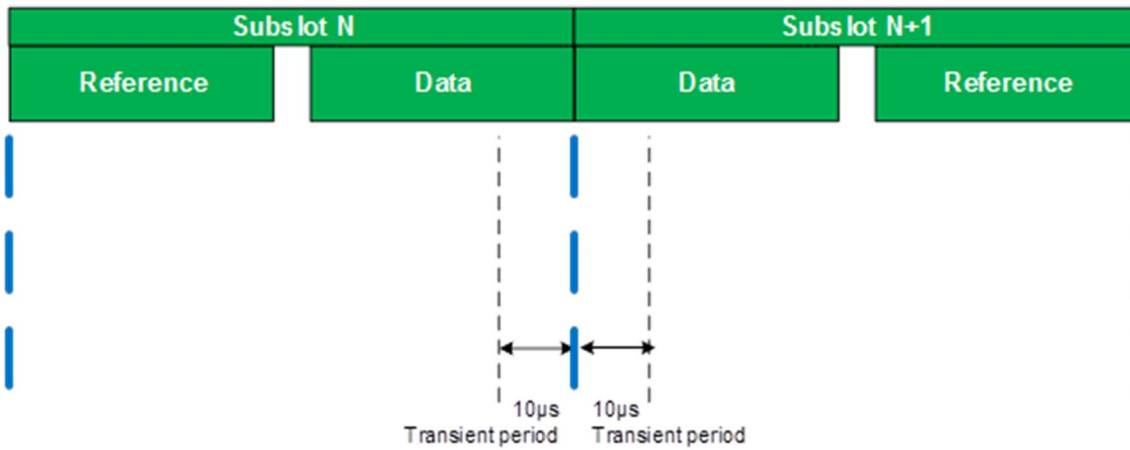 Subslot N
Subslot N+1
Reference
Data
Data
Reference
10µs
Transient period
10µs
Transient period